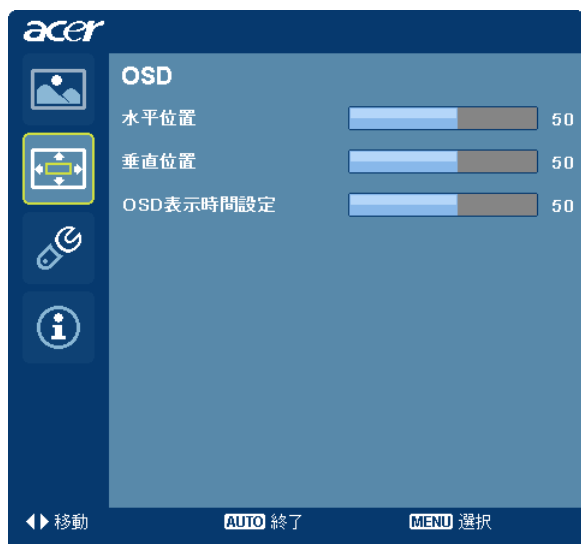 acer
OSD
水平位置 50
垂直位置 50
OSD表示時間設定 50
移動 AUTO 終了 MENU 選択